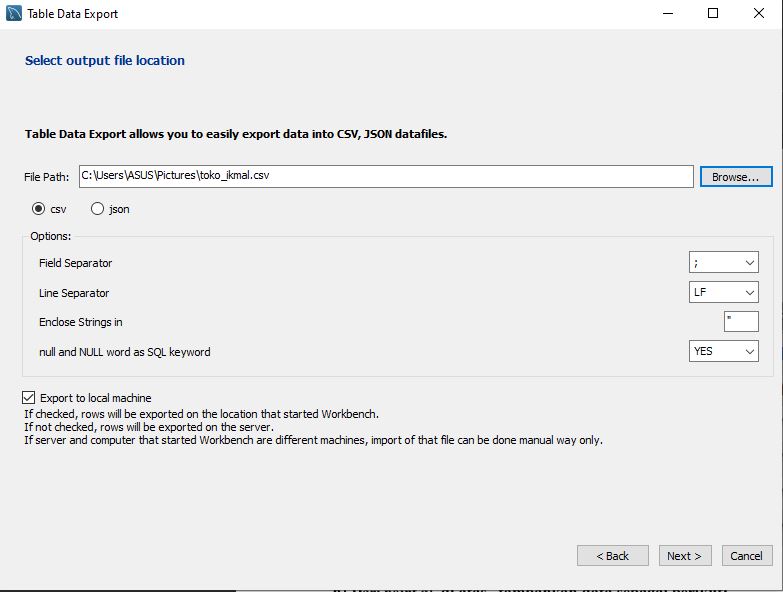 Table Data Export
Select output file location
Table Data Export allows you to easily export data into CSV, JSON datafiles.
File Path: C:\Users\ASUS\Pictures\toko_ikmal.csv Browse...
csv json
Options:
Field Separator ;
Line Separator LF
Enclose Strings in "
null and NULL word as SQL keyword YES
Export to local machine
If checked, rows will be exported on the location that started Workbench.
If not checked, rows will be exported on the server.
If server and computer that started Workbench are different machines, import of that file can be done manual way only.
< Back Next > Cancel